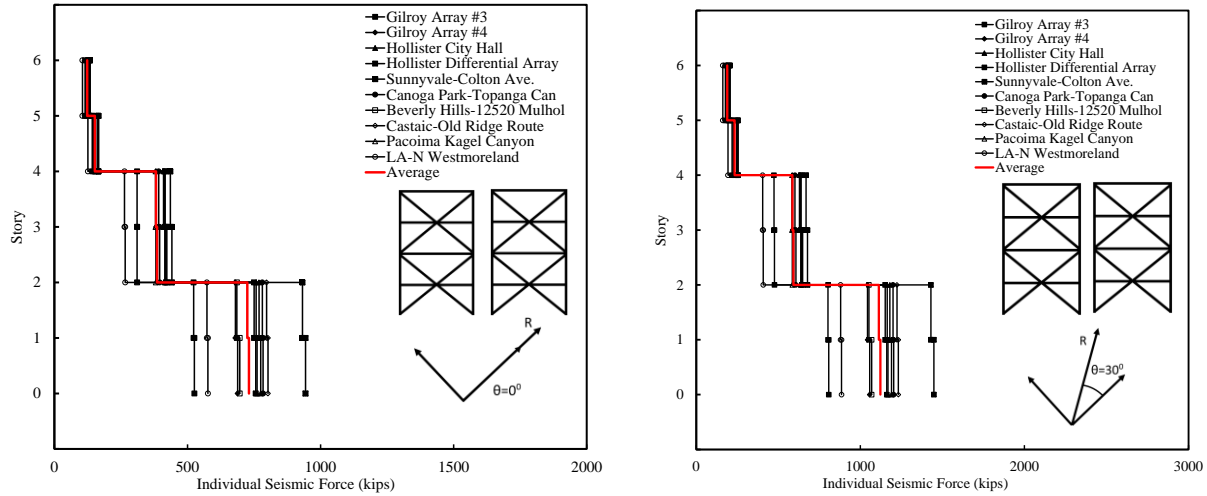 Gilroy Array #3
Gilroy Array #4
Hollister City Hall
Hollister Differential Array
Sunnyvale-Colton Ave.
Canoga Park-Topanga Can
Beverly Hills-12520 Mulhol
Castaic-Old Ridge Route
Pacoima Kagel Canyon
LA-N Westmoreland
Average
6
5
4
3
2
1
0
Story
R
θ=0⁰
0
500
1000
1500
2000
Individual Seismic Force (kips)
Gilroy Array #3
Gilroy Array #4
Hollister City Hall
Hollister Differential Array
Sunnyvale-Colton Ave.
Canoga Park-Topanga Can
Beverly Hills-12520 Mulhol
Castaic-Old Ridge Route
Pacoima Kagel Canyon
LA-N Westmoreland
Average
6
5
4
3
2
1
0
Story
R
θ=30⁰
0
1000
2000
3000
Individual Seismic Force (kips)